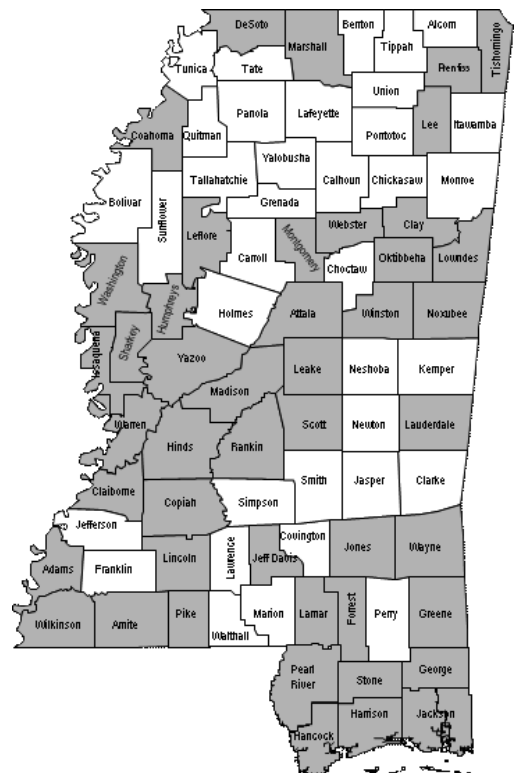 DeSoto
Marshall
Benton
Alcorn
Tishomingo
Tippah
Tunica
Tate
Prentiss
Union
Panola
Lafeyette
Coahoma
Quitman
Pontotoc
Lee
Itawamba
Yalobusha
Tallahatchie
Calhoun
Chickasaw
Monroe
Bolivar
Sunflower
Grenada
Leflore
Webster
Clay
Montgomery
Carroll
Choctaw
Oktibbeha
Lowndes
Washington
Humphreys
Holmes
Attala
Winston
Noxubee
Issaquena
Sharkey
Yazoo
Leake
Neshoba
Kemper
Madison
Warren
Hinds
Rankin
Scott
Newton
Lauderdale
Claiborne
Copiah
Simpson
Smith
Jasper
Clarke
Jefferson
Lincoln
Lawrence
Covington
Jeff Davis
Jones
Wayne
Adams
Franklin
Wilkinson
Amite
Pike
Walthall
Marion
Lamar
Forrest
Perry
Greene
Pearl
River
Stone
George
Hancock
Harrison
Jackson